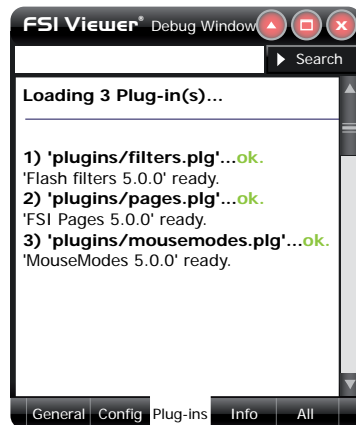 FSI Viewer® Debug Window
Search
Loading 3 Plug-in(s)...
1) 'plugins/filters.plg'...ok.
'Flash filters 5.0.0' ready.
2) 'plugins/pages.plg'...ok.
'FSI Pages 5.0.0' ready.
3) 'plugins/mousemodes.plg'...ok.
'MouseModes 5.0.0' ready.
General Config Plug-ins Info All